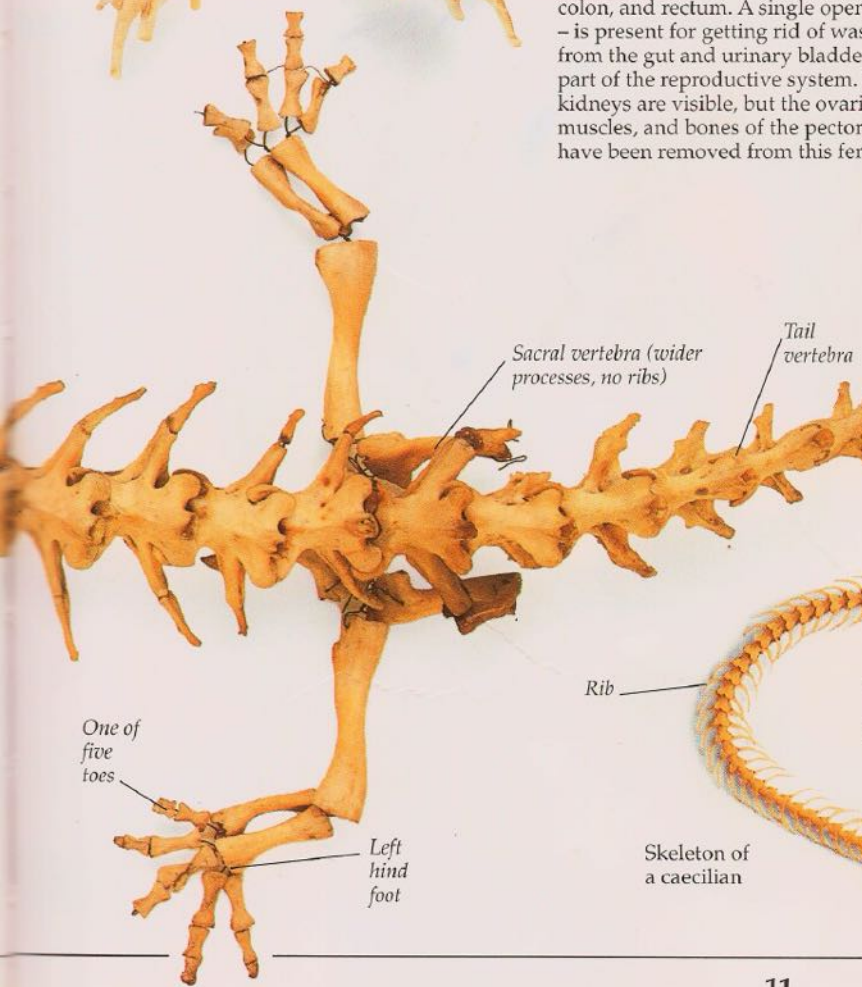 colon, and rectum. A single oper
– is present for getting rid of was
from the gut and urinary bladde
part of the reproductive system.
kidneys are visible, but the ovari
muscles, and bones of the pector
have been removed from this fer
Sacral vertebra (wider
processes, no ribs)
Tail
vertebra
Rib
One of
five
toes
Left
hind
foot
Skeleton of
a caecilian
11